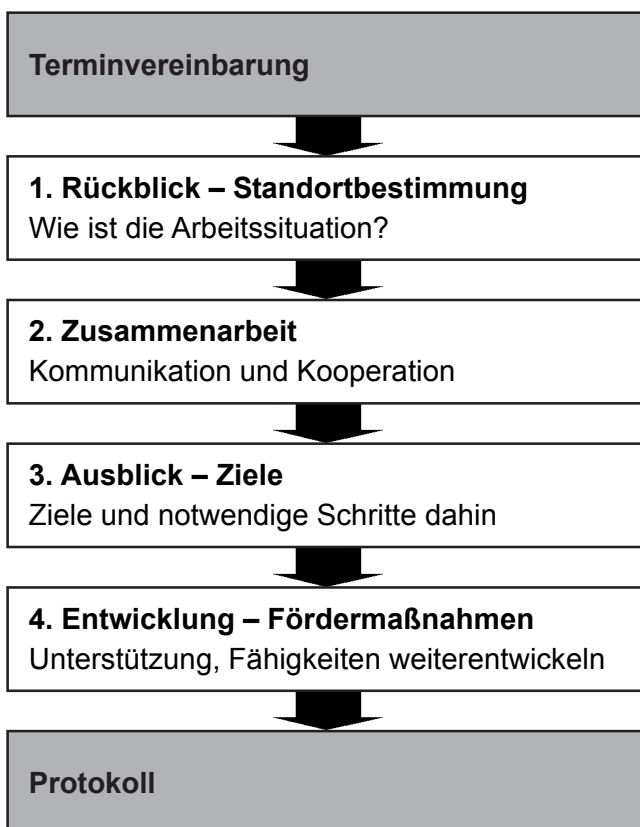 Terminvereinbarung
1. Rückblick – Standortbestimmung
Wie ist die Arbeitssituation?
2. Zusammenarbeit
Kommunikation und Kooperation
3. Ausblick – Ziele
Ziele und notwendige Schritte dahin
4. Entwicklung – Fördermaßnahmen
Unterstützung, Fähigkeiten weiterentwickeln
Protokoll